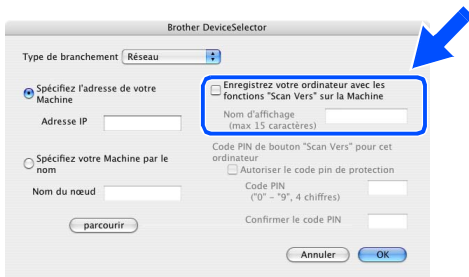 Brother DeviceSelector
Type de branchement
Réseau
Spécifiez l'adresse de votre
Machine
Adresse IP
Spécifiez votre Machine par le
nom
Nom du nœud
parcourir
Enregistrez votre ordinateur avec les
fonctions "Scan Vers" sur la Machine
Nom d'affichage
(max 15 caractères)
Code PIN de bouton "Scan Vers" pour cet
ordinateur
Autoriser le code pin de protection
Code PIN
("0" – "9", 4 chiffres)
Confirmer le code PIN
Annuler
OK